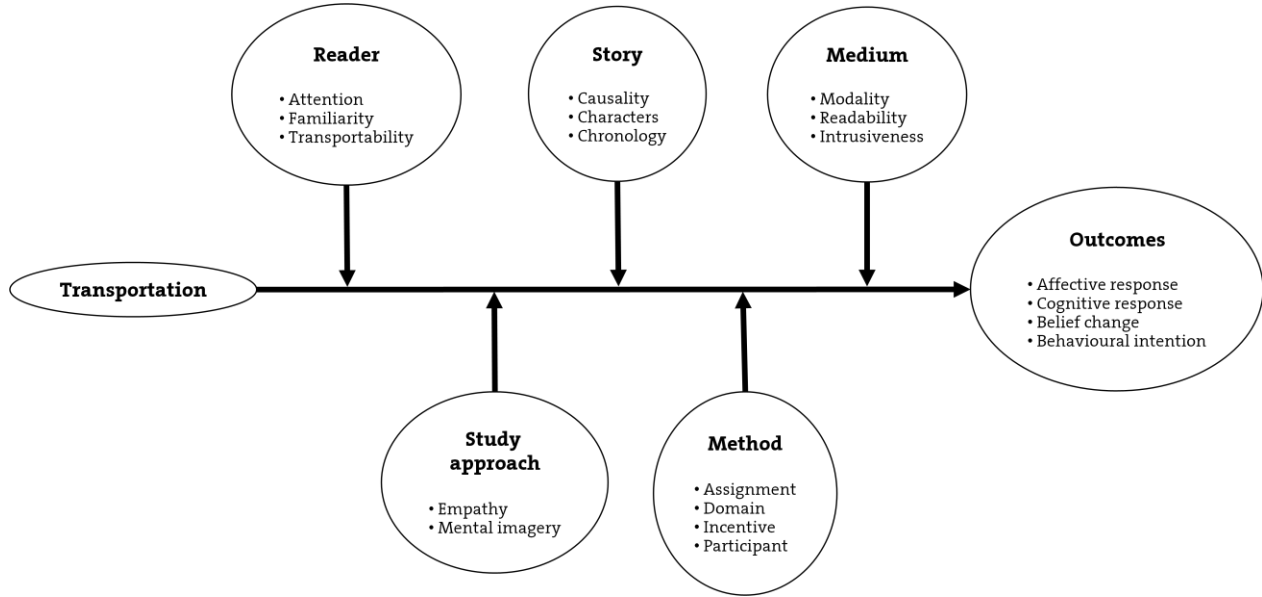 Reader
• Attention
• Familiarity
• Transportability
Story
• Causality
• Characters
• Chronology
Medium
• Modality
• Readability
• Intrusiveness
Transportation
Outcomes
• Affective response
• Cognitive response
• Belief change
• Behavioural intention
Study
approach
• Empathy
• Mental imagery
Method
• Assignment
• Domain
• Incentive
• Participant